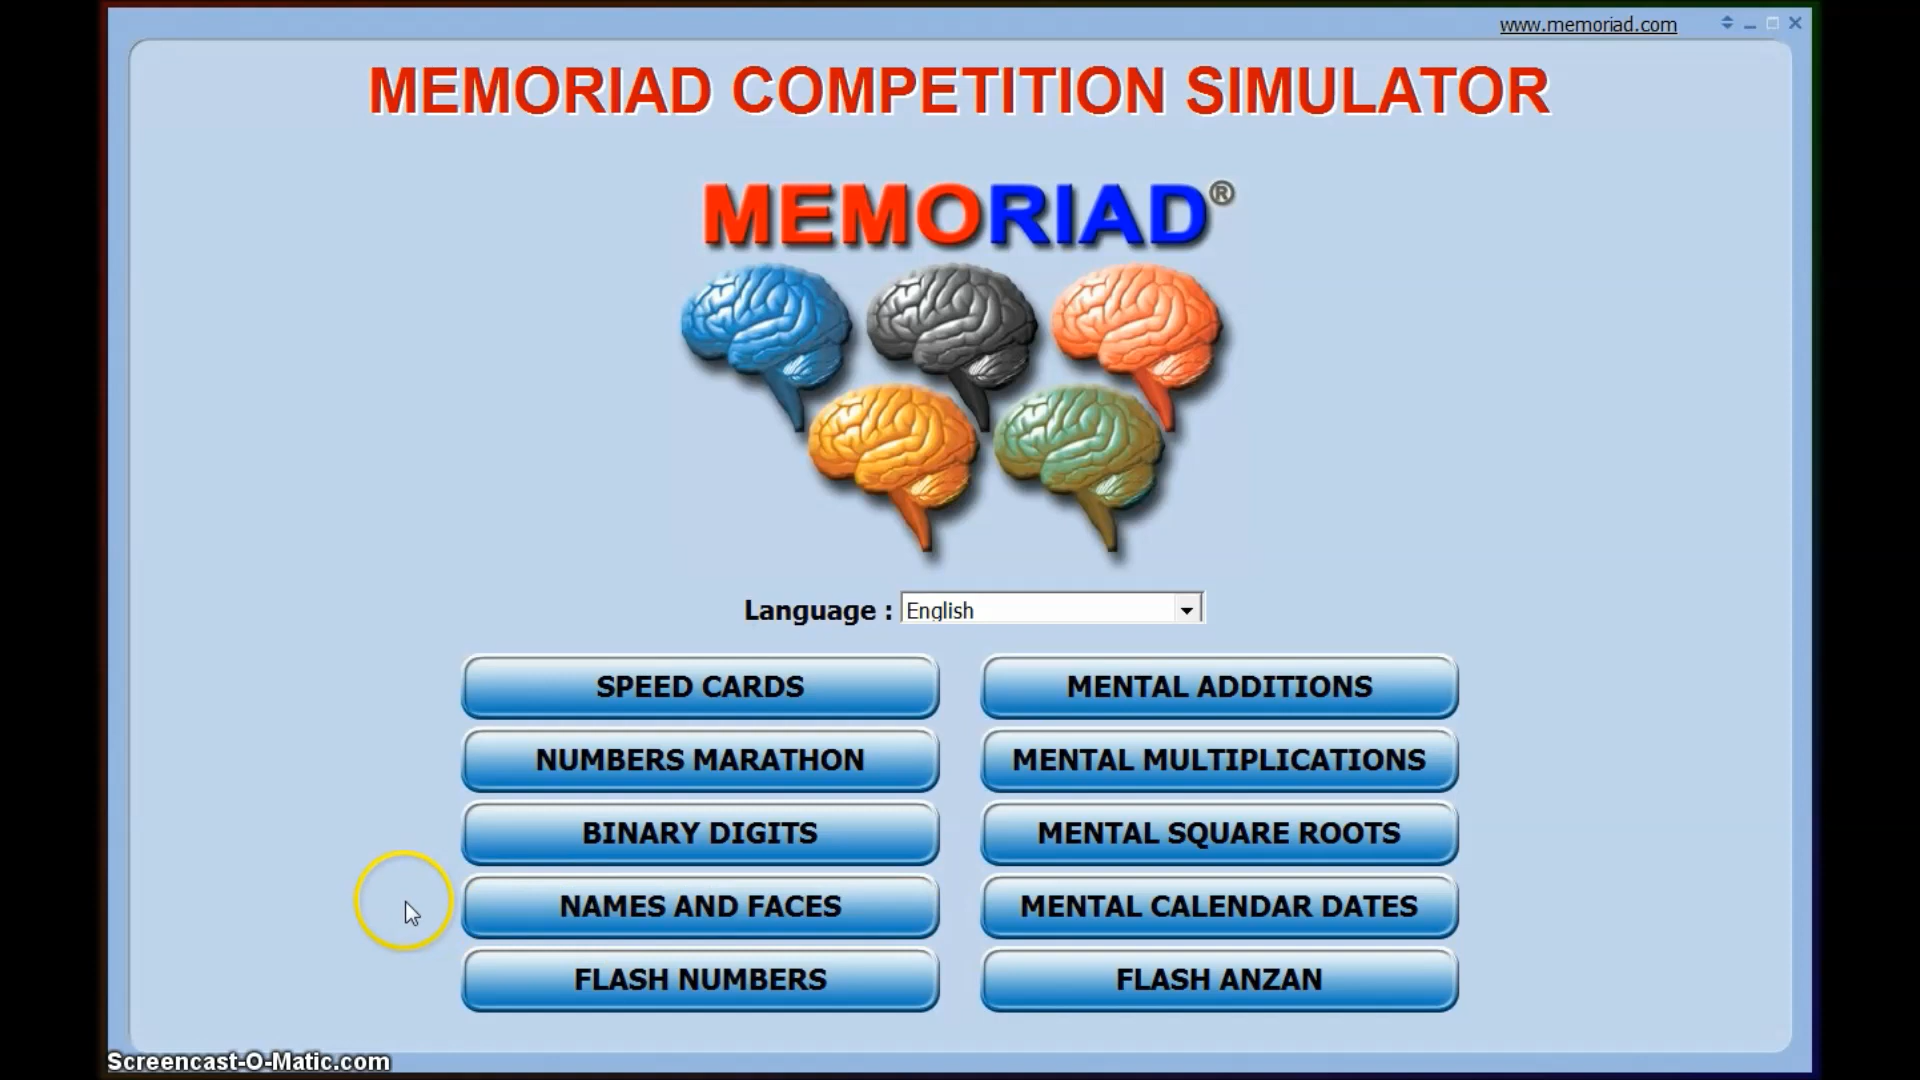 www.memoriad.com
MEMORIAD COMPETITION SIMULATOR
MEMORIAD®
Language : English
SPEED CARDS
MENTAL ADDITIONS
NUMBERS MARATHON
MENTAL MULTIPLICATIONS
BINARY DIGITS
MENTAL SQUARE ROOTS
NAMES AND FACES
MENTAL CALENDAR DATES
FLASH NUMBERS
FLASH ANZAN
Screencast-O-Matic.com